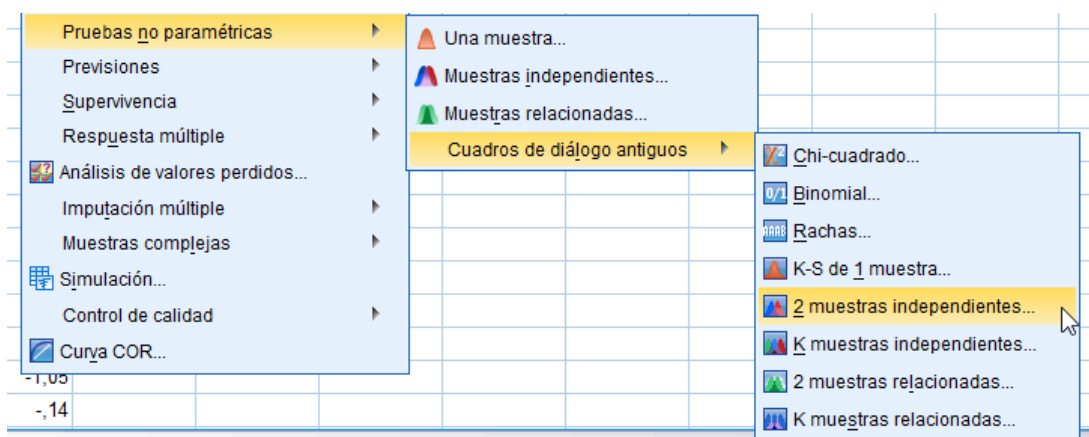 Pruebas no paramétricas
Previsiones
Supervivencia
Respuesta múltiple
Análisis de valores perdidos...
Imputación múltiple
Muestras complejas
Simulación...
Control de calidad
Curva COR...
-1,05
-,14
Una muestra...
Muestras independientes...
Muestras relacionadas...
Cuadros de diálogo antiguos
Chi-cuadrado...
Binomial...
Rachas...
K-S de 1 muestra...
2 muestras independientes...
K muestras independientes...
2 muestras relacionadas...
K muestras relacionadas...